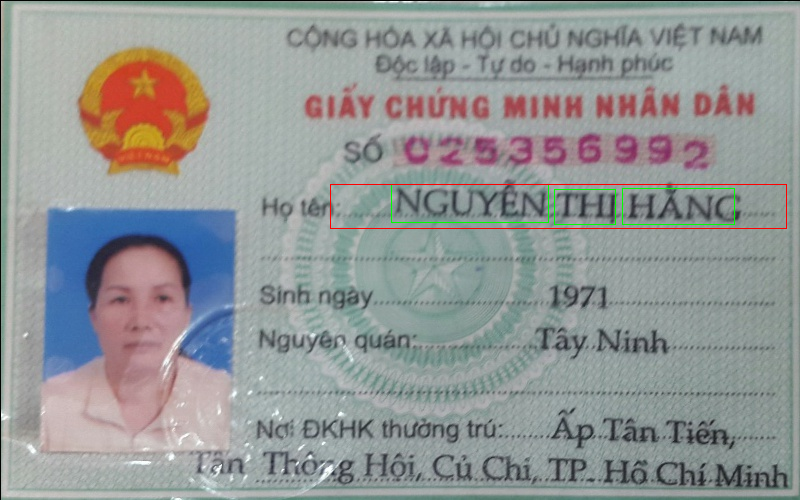 CỘNG HÒA XÃ HỘI CHỦ NGHĨA VIỆT NAM
Độc lập - Tự do - Hạnh phúc
GIẤY CHỨNG MINH NHÂN DÂN
SỐ 025356992
Họ tên: NGUYỄN THỊ HẰNG
Sinh ngày 1971
Nguyên quán: Tây Ninh
Nơi ĐKHK thường trú: Ấp Tân Tiến,
Tân Thông Hội, Củ Chi, TP. Hồ Chí Minh